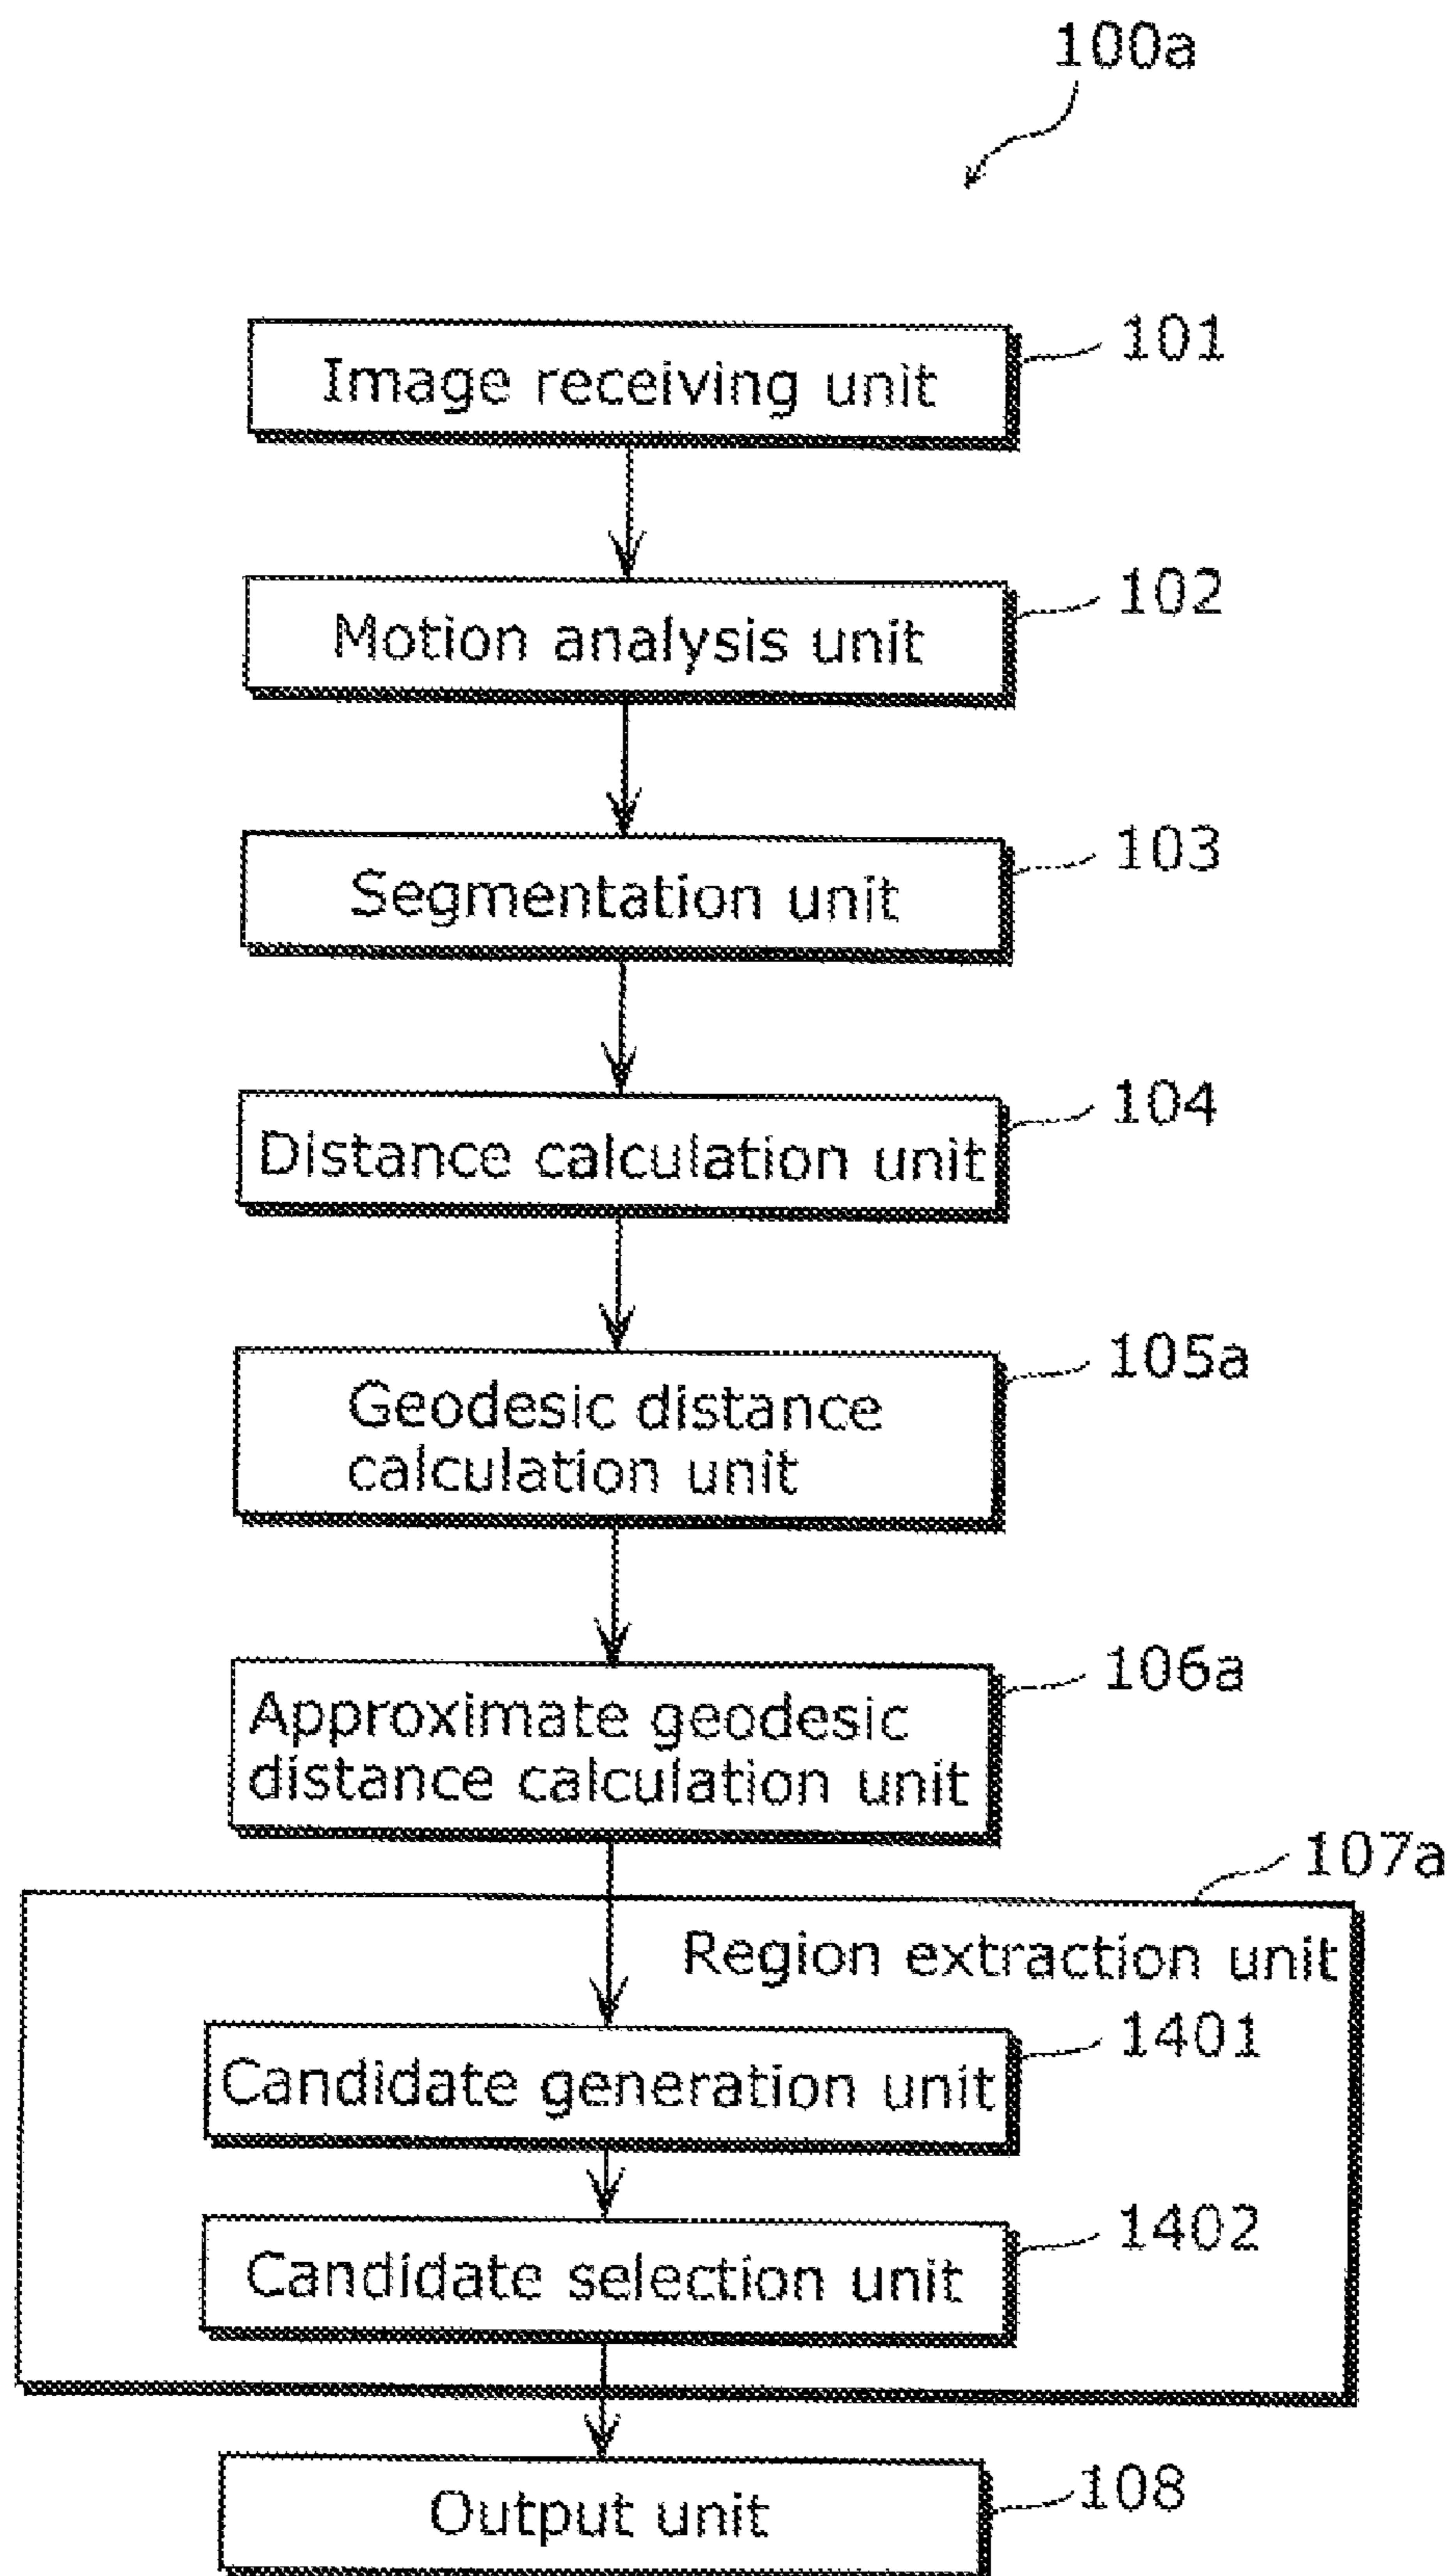 100a
Image receiving unit
101
Motion analysis unit
102
Segmentation unit
103
Distance calculation unit
104
Geodesic distance
calculation unit
105a
Approximate geodesic
distance calculation unit
106a
107a
Region extraction unit
Candidate generation unit
1401
Candidate selection unit
1402
Output unit
108